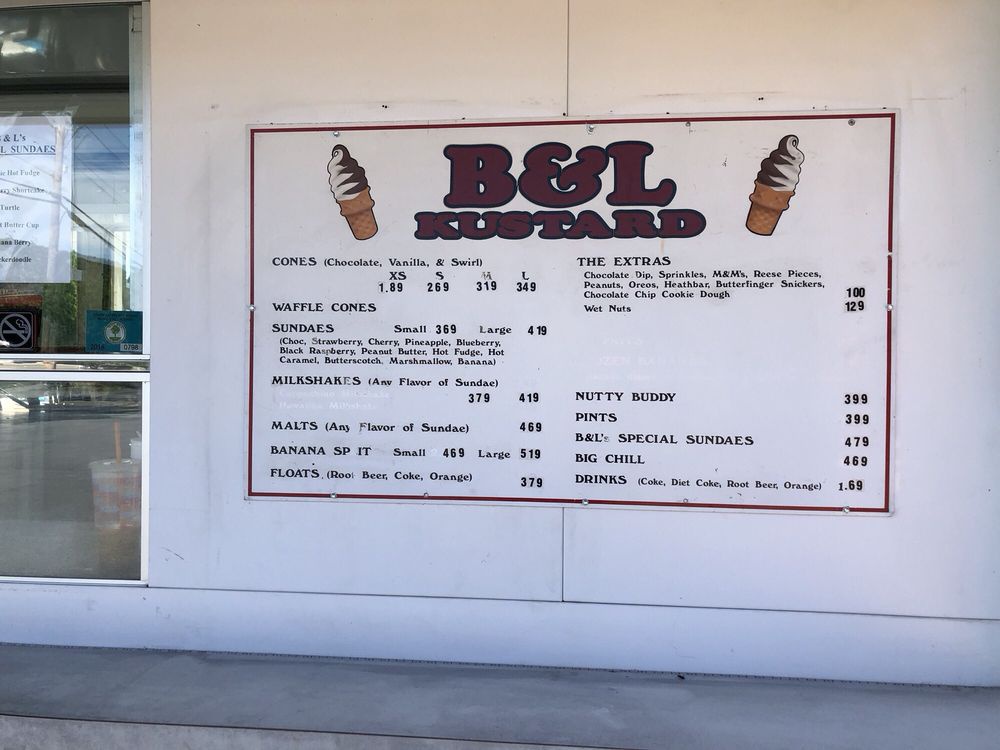 & L's
L SUNDAES
Hot Fudge
Shortcake
Turtle
Butter Cup
Berry
B&L
KUSTARD
CONES (Chocolate, Vanilla, & Swirl)
XS S M L
1.89 269 319 349
WAFFLE CONES
SUNDAES Small 369 Large 419
(Choc, Strawberry, Cherry, Pineapple, Blueberry,
Black Raspberry, Peanut Butter, Hot Fudge, Hot
Caramel, Butterscotch, Marshmallow, Banana)
MILKSHAKES (Any Flavor of Sundae)
379 419
MALTS (Any Flavor of Sundae) 469
BANANA SP IT Small 469 Large 519
FLOATS (Root Beer, Coke, Orange) 379
THE EXTRAS
Chocolate Dip, Sprinkles, M&M's, Reese Pieces,
Peanuts, Oreos, Heathbar, Butterfinger Snickers,
Chocolate Chip Cookie Dough 100
Wet Nuts 129
NUTTY BUDDY 399
PINTS 399
B&L's SPECIAL SUNDAES 479
BIG CHILL 469
DRINKS (Coke, Diet Coke, Root Beer, Orange) 1.69